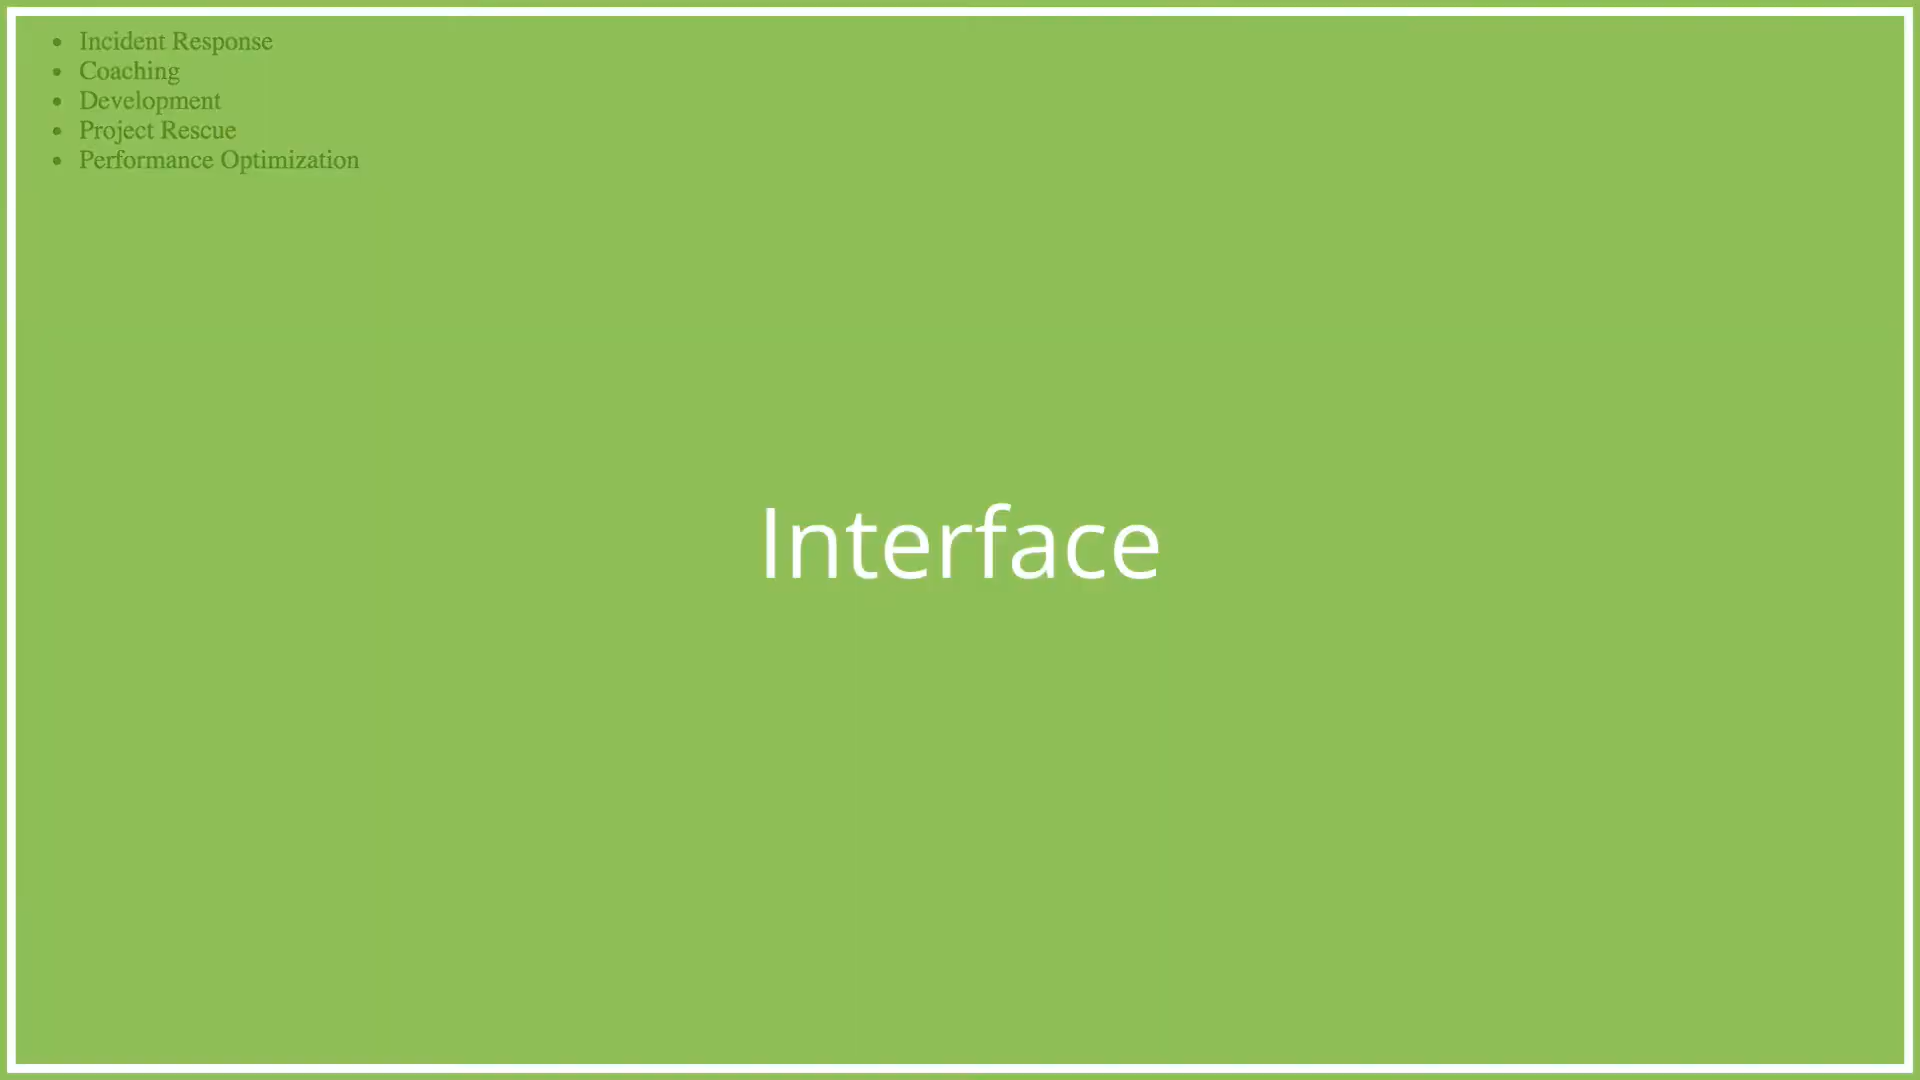 Incident Response
Coaching
Development
Project Rescue
Performance Optimization
Interface